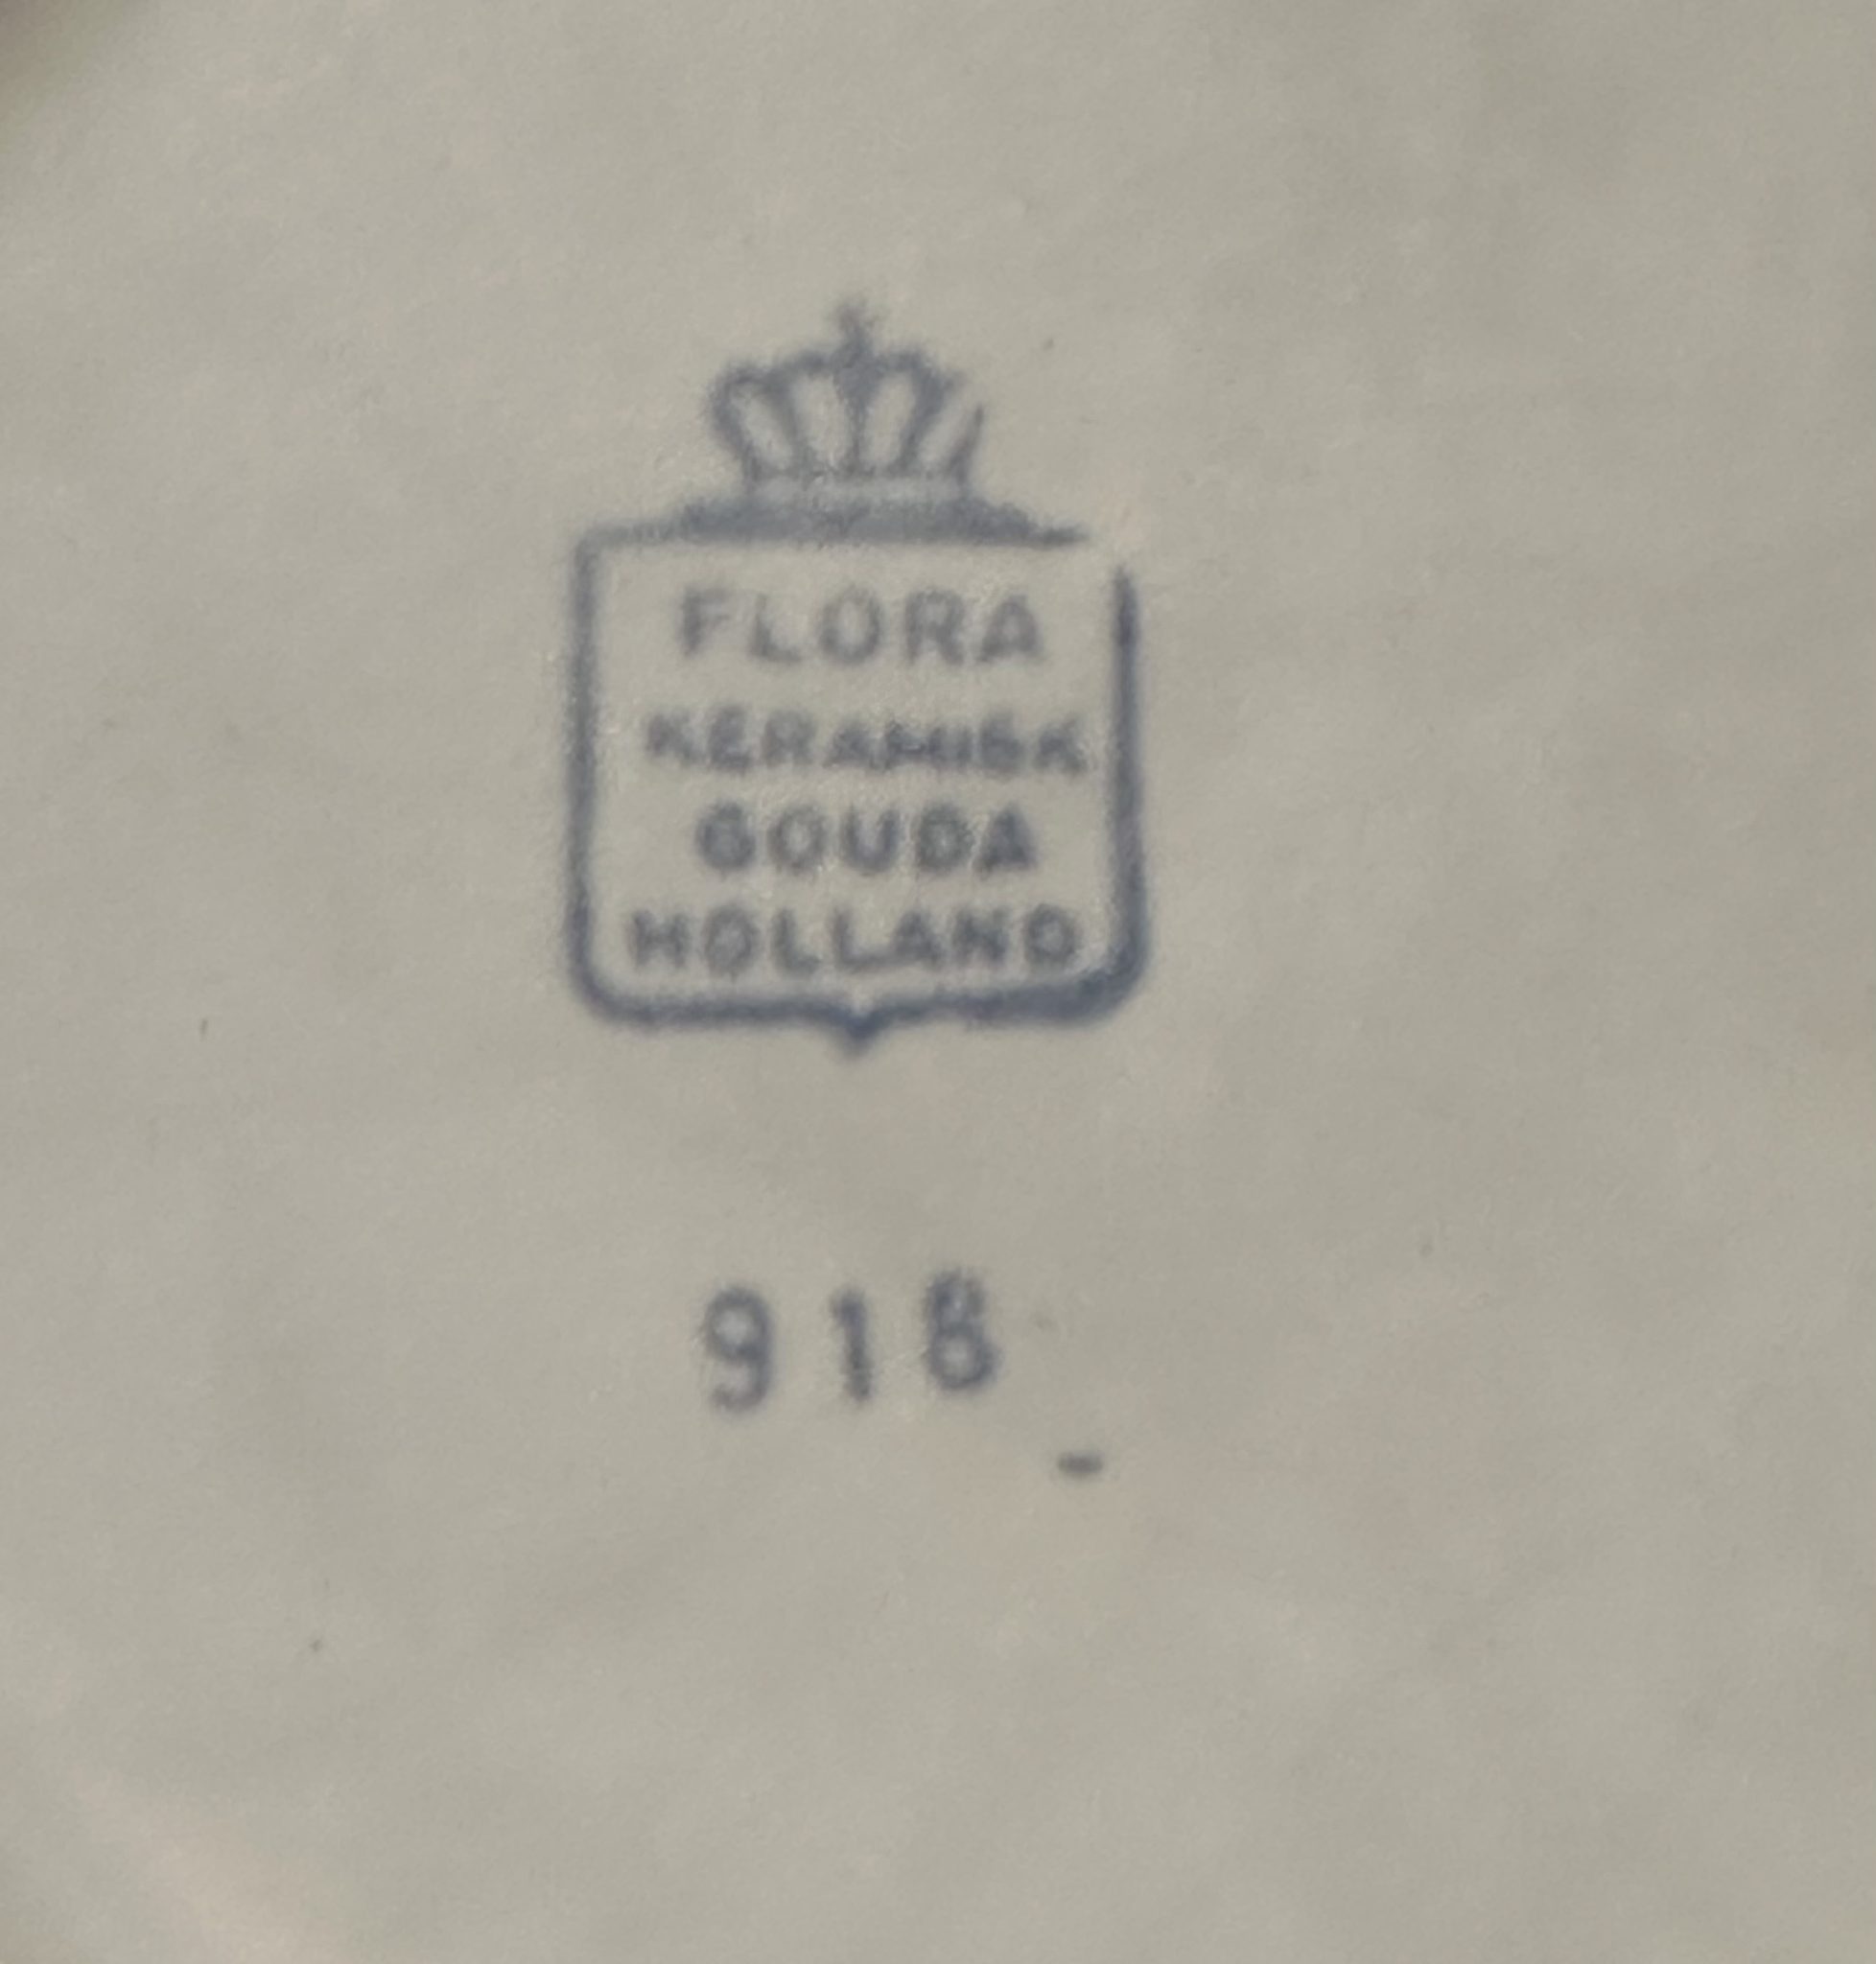 FLORA
KERAMISK
GOUDA
HOLLAND
918